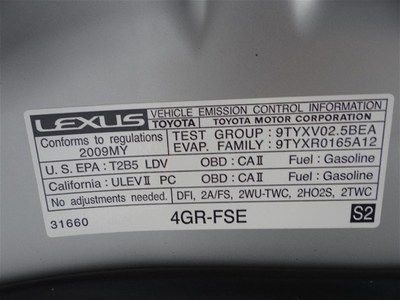 LEXUS VEHICLE EMISSION CONTROL INFORMATION
TOYOTA TOYOTA MOTOR CORPORATION
Conforms to regulations
2009MY
TEST GROUP : 9TYXV02.5BEA
EVAP. FAMILY : 9TYXR0165A12
U. S. EPA : T2B5 LDV OBD : CAII Fuel : Gasoline
California : ULEVII PC OBD : CAII Fuel : Gasoline
No adjustments needed. DFI, 2A/FS, 2WU-TWC, 2HO2S, 2TWC
31660 4GR-FSE S2